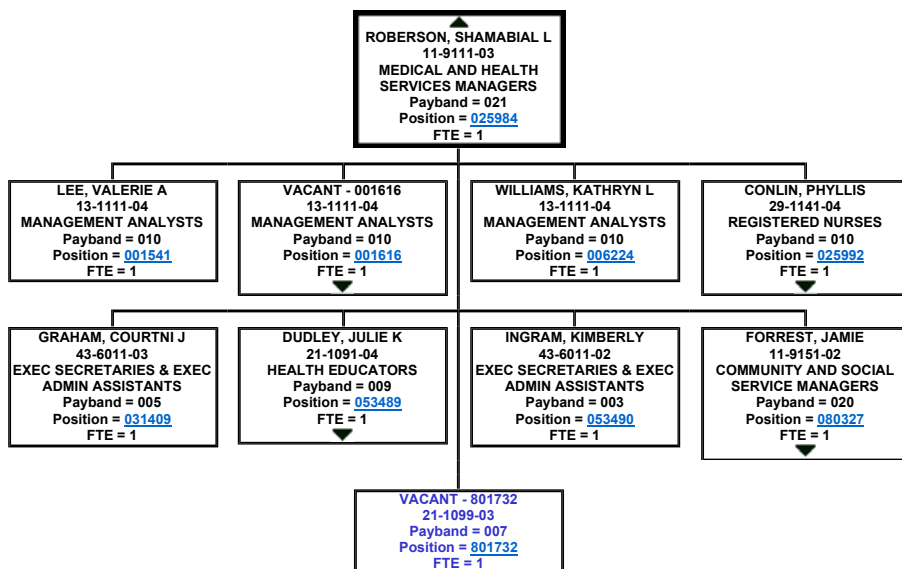 ROBERSON, SHAMABIAL L
11-9111-03
MEDICAL AND HEALTH
SERVICES MANAGERS
Payband = 021
Position = 025984
FTE = 1
LEE, VALERIE A
13-1111-04
MANAGEMENT ANALYSTS
Payband = 010
Position = 001541
FTE = 1
VACANT - 001616
13-1111-04
MANAGEMENT ANALYSTS
Payband = 010
Position = 001616
FTE = 1
WILLIAMS, KATHRYN L
13-1111-04
MANAGEMENT ANALYSTS
Payband = 010
Position = 006224
FTE = 1
CONLIN, PHYLLIS
29-1141-04
REGISTERED NURSES
Payband = 010
Position = 025992
FTE = 1
GRAHAM, COURTNI J
43-6011-03
EXEC SECRETARIES & EXEC
ADMIN ASSISTANTS
Payband = 005
Position = 031409
FTE = 1
DUDLEY, JULIE K
21-1091-04
HEALTH EDUCATORS
Payband = 009
Position = 053489
FTE = 1
INGRAM, KIMBERLY
43-6011-02
EXEC SECRETARIES & EXEC
ADMIN ASSISTANTS
Payband = 003
Position = 053490
FTE = 1
FORREST, JAMIE
11-9151-02
COMMUNITY AND SOCIAL
SERVICE MANAGERS
Payband = 020
Position = 080327
FTE = 1
VACANT - 801732
21-1099-03
Payband = 007
Position = 801732
FTE = 1